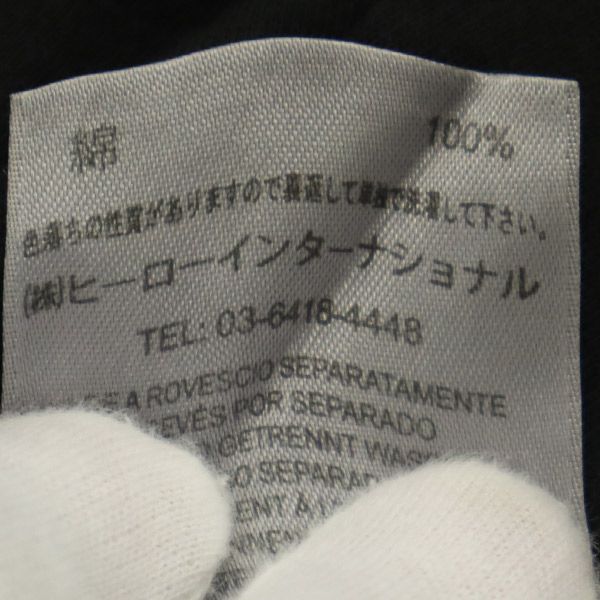 綿 100%
色落ちの性質がありますので裏返して単独で洗濯して下さい。
(株)ヒーローインターナショナル
TEL: 03-6418-4448
A ROVESCIO SEPARATAMENTE
REVÉS POR SEPARADO
GETRENNT
SEPARAD
ENT À